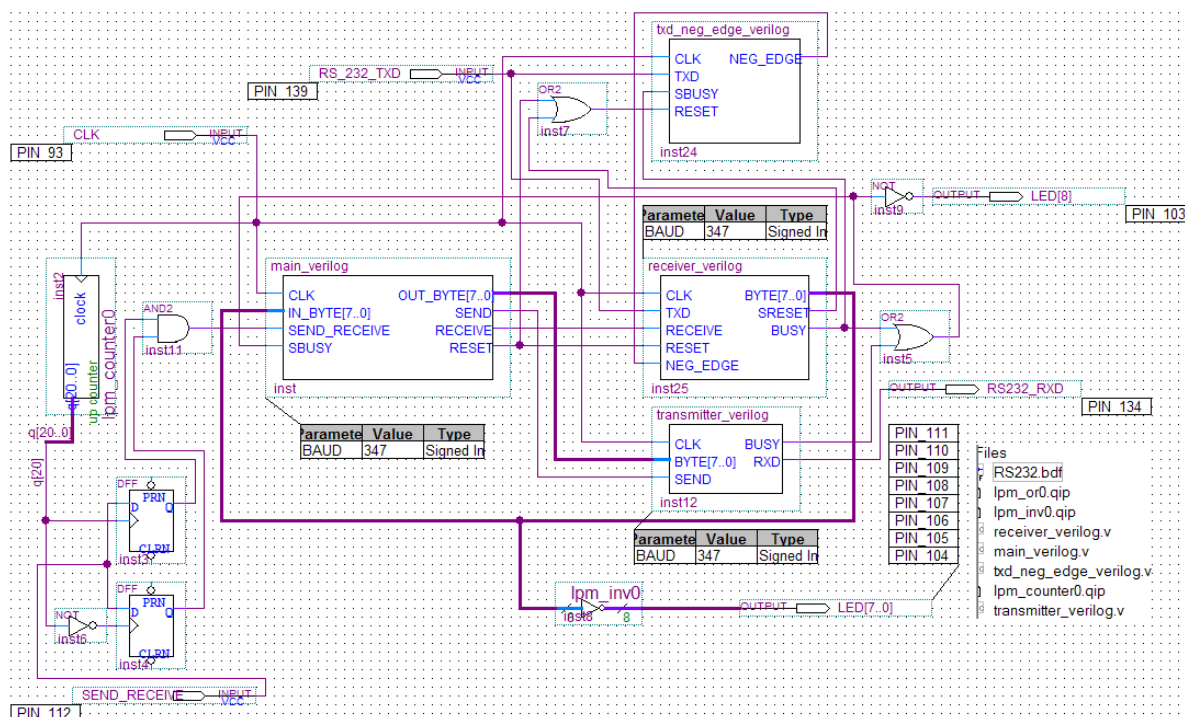 txd_neg_edge_verilog
CLK NEG_EDGE
TXD
SBUSY
RESET
inst24
RS_232_TXD INPUT
VCC
PIN_139
OR2
inst7
CLK INPUT
VCC
PIN_93
NOT
inst9
OUTPUT LED[8]
PIN_103
Paramete Value Type
BAUD 347 Signed In
inst2
clock
q[20..0]
up counter
lpm_counter0
q[20..0]
q[20]
AND2
inst11
main_verilog
CLK OUT_BYTE[7..0]
IN_BYTE[7..0] SEND
SEND_RECEIVE RECEIVE
SBUSY RESET
inst
Paramete Value Type
BAUD 347 Signed In
receiver_verilog
CLK BYTE[7..0]
TXD SRESET
RECEIVE BUSY
RESET
NEG_EDGE
inst25
OR2
inst5
OUTPUT RS232_RXD
PIN_134
transmitter_verilog
CLK BUSY
BYTE[7..0] RXD
SEND
inst12
Paramete Value Type
BAUD 347 Signed In
PIN_111
PIN_110
PIN_109
PIN_108
PIN_107
PIN_106
PIN_105
PIN_104
Files
RS232.bdf
lpm_or0.qip
lpm_inv0.qip
receiver_verilog.v
main_verilog.v
txd_neg_edge_verilog.v
lpm_counter0.qip
transmitter_verilog.v
DFF
PRN
D Q
CLRN
inst3
DFF
PRN
D Q
CLRN
inst4
NOT
inst6
lpm_inv0
inst8
8
OUTPUT LED[7..0]
SEND_RECEIVE INPUT
VCC
PIN_112